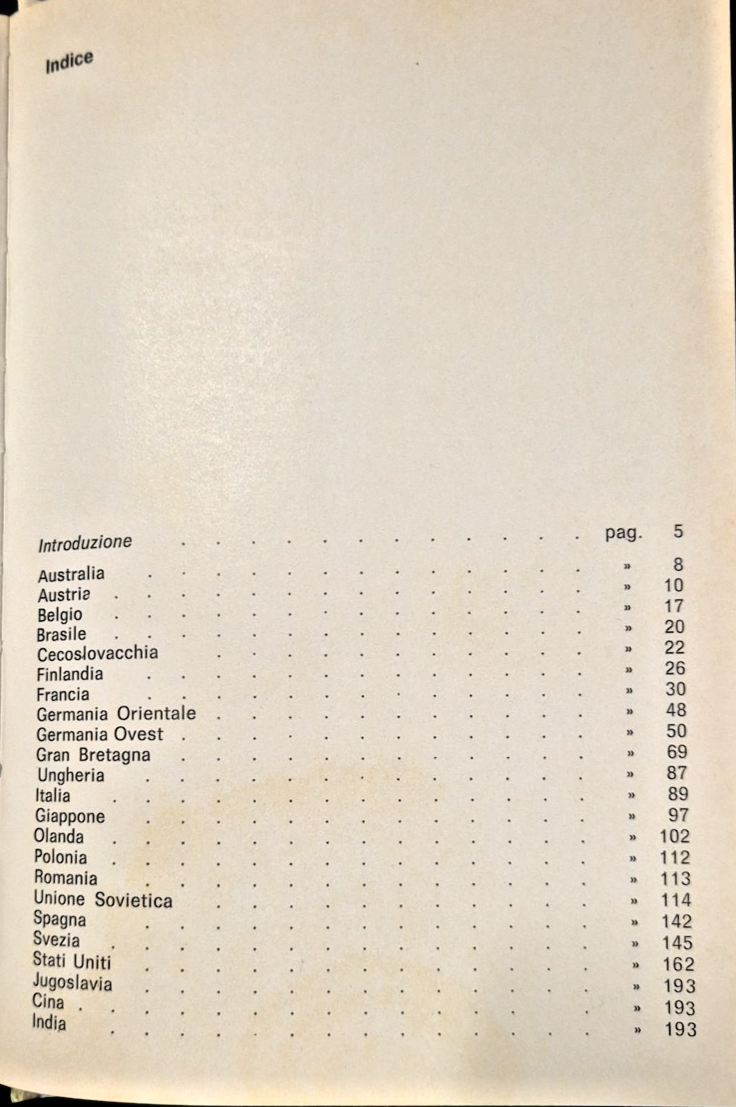 Indice
Introduzione . . . . . . . . . . . . pag. 5
Australia . . . . . . . . . . . . . » 8
Austria . . . . . . . . . . . . . . » 10
Belgio . . . . . . . . . . . . . . » 17
Brasile . . . . . . . . . . . . . . » 20
Cecoslovacchia . . . . . . . . . . . » 22
Finlandia . . . . . . . . . . . . . » 26
Francia . . . . . . . . . . . . . » 30
Germania Orientale . . . . . . . . . . . » 48
Germania Ovest . . . . . . . . . . . . » 50
Gran Bretagna . . . . . . . . . . . . » 69
Ungheria . . . . . . . . . . . . . » 87
Italia . . . . . . . . . . . . . . » 89
Giappone . . . . . . . . . . . . . » 97
Olanda . . . . . . . . . . . . . . » 102
Polonia . . . . . . . . . . . . . . » 112
Romania . . . . . . . . . . . . . » 113
Unione Sovietica . . . . . . . . . . . » 114
Spagna . . . . . . . . . . . . . » 142
Svezia . . . . . . . . . . . . . . » 145
Stati Uniti . . . . . . . . . . . . . » 162
Jugoslavia . . . . . . . . . . . . . » 193
Cina . . . . . . . . . . . . . . . » 193
India . . . . . . . . . . . . . . » 193